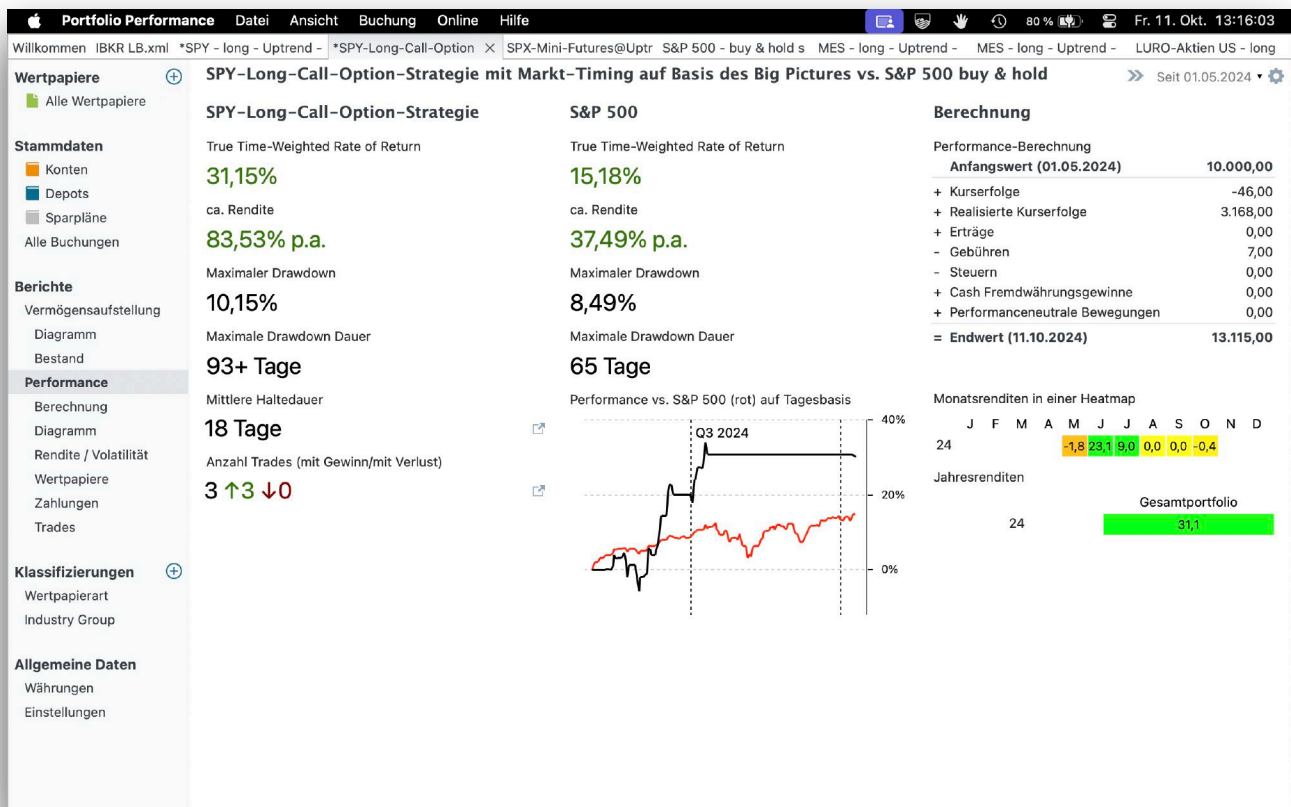 Portfolio Performance Datei Ansicht Buchung Online Hilfe 80 % Fr. 11. Okt. 13:16:03
Willkommen IBKR LB.xml *SPY - long - Uptrend - *SPY-Long-Call-Option SPX-Mini-Futures@Uptr S&P 500 - buy & hold s MES - long - Uptrend - MES - long - Uptrend - LURO-Aktien US - long
SPY-Long-Call-Option-Strategie mit Markt-Timing auf Basis des Big Pictures vs. S&P 500 buy & hold
Seit 01.05.2024
Wertpapiere
Alle Wertpapiere
Stammdaten
Konten
Depots
Sparpläne
Alle Buchungen
Berichte
Vermögensaufstellung
Diagramm
Bestand
Performance
Berechnung
Diagramm
Rendite / Volatilität
Wertpapiere
Zahlungen
Trades
Klassifizierungen
Wertpapierart
Industry Group
Allgemeine Daten
Währungen
Einstellungen
SPY-Long-Call-Option-Strategie
True Time-Weighted Rate of Return
31,15%
ca. Rendite
83,53% p.a.
Maximaler Drawdown
10,15%
Maximale Drawdown Dauer
93+ Tage
Mittlere Haltedauer
18 Tage
Anzahl Trades (mit Gewinn/mit Verlust)
3 ↑3 ↓0
S&P 500
True Time-Weighted Rate of Return
15,18%
ca. Rendite
37,49% p.a.
Maximaler Drawdown
8,49%
Maximale Drawdown Dauer
65 Tage
Performance vs. S&P 500 (rot) auf Tagesbasis
Q3 2024
40%
20%
0%
Berechnung
Performance-Berechnung
Anfangswert (01.05.2024) 10.000,00
+ Kurserfolge -46,00
+ Realisierte Kurserfolge 3.168,00
+ Erträge 0,00
- Gebühren 7,00
- Steuern 0,00
+ Cash Fremdwährungsgewinne 0,00
+ Performanceneutrale Bewegungen 0,00
= Endwert (11.10.2024) 13.115,00
Monatsrenditen in einer Heatmap
J F M A M J J A S O N D
24 -1,8 23,1 9,0 0,0 0,0 -0,4
Jahresrenditen
Gesamtportfolio
24 31,1